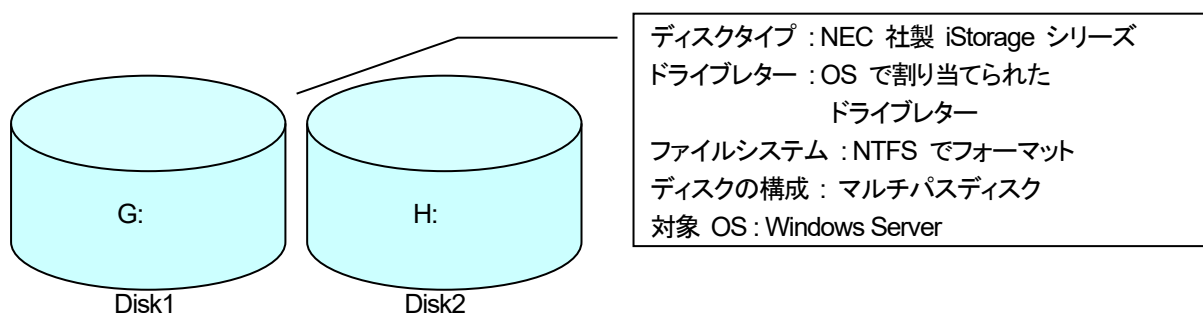 ディスクタイプ : NEC 社製 iStorage シリーズ
ドライブレター : OS で割り当てられた
ドライブレター
ファイルシステム : NTFS でフォーマット
ディスクの構成 : マルチパスディスク
対象 OS : Windows Server
G:
H:
Disk1
Disk2